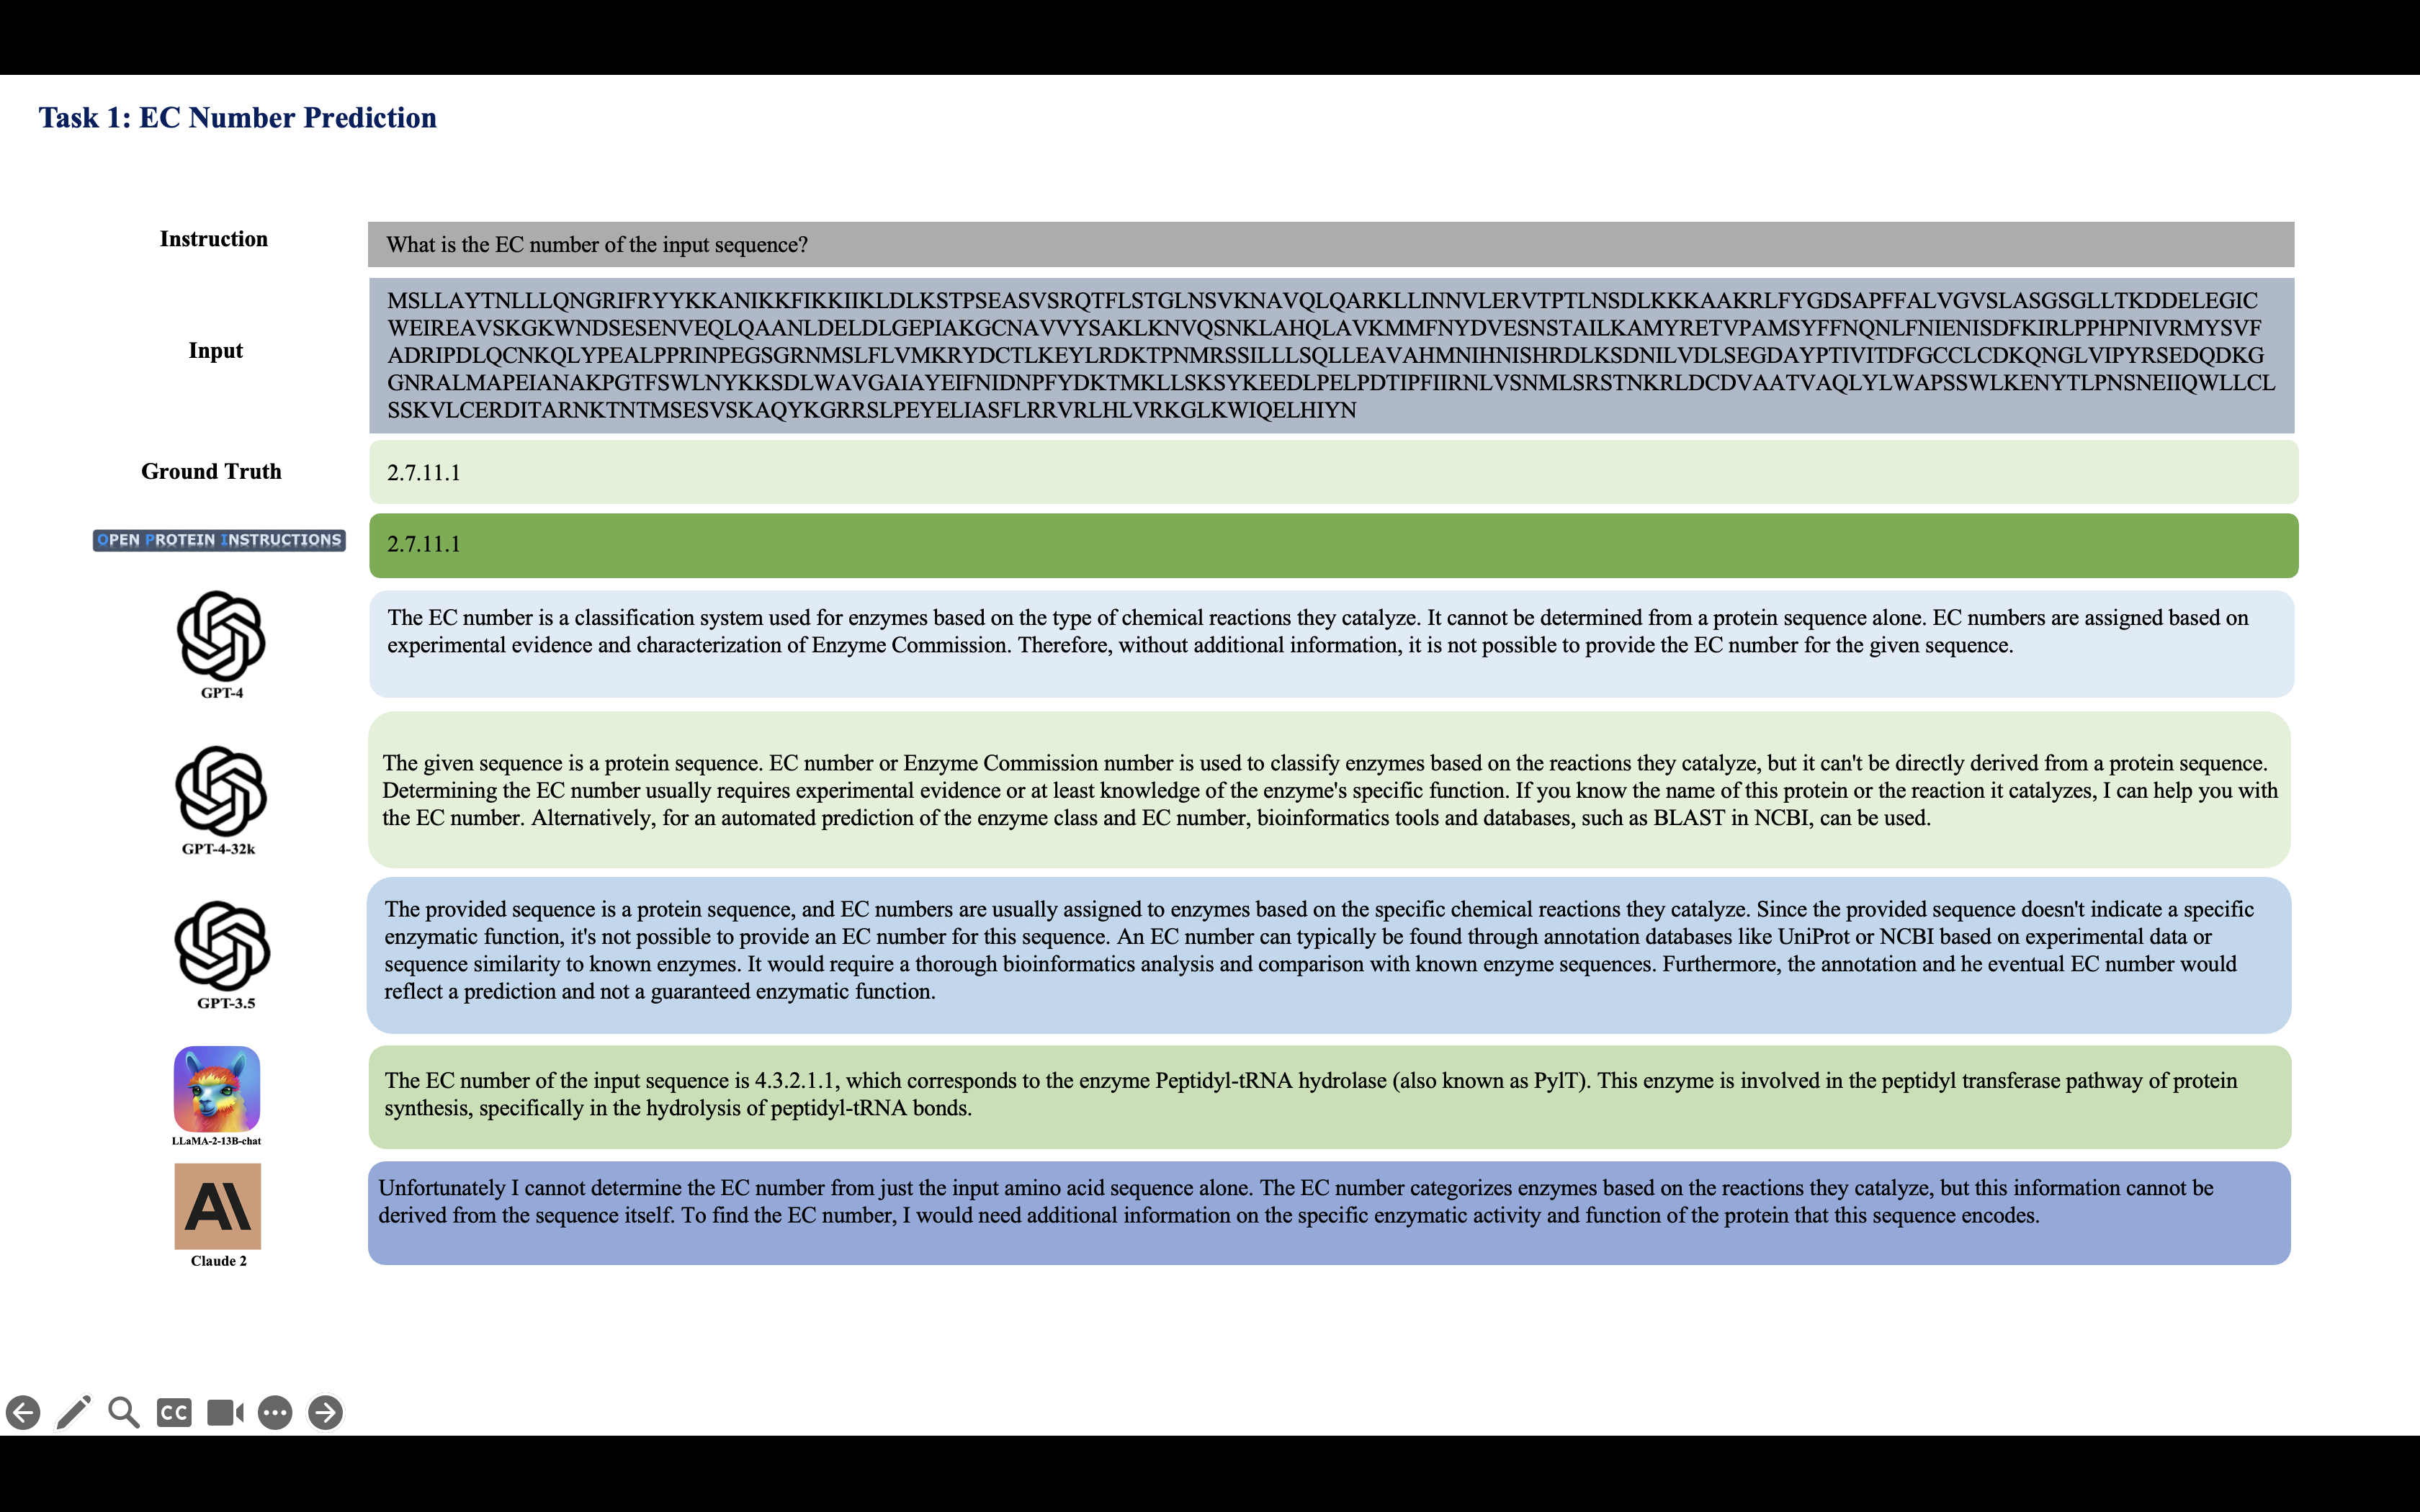 Task 1: EC Number Prediction
Instruction
What is the EC number of the input sequence?
Input
MSLLAYTNLLLQNGRIFRYYKKANIKKFIKKIIKLDLKSTPSEASVSRQTFLSTGLNSVKNAVQLQARKLLINNVLERVTPTLNSDLKKKAAKRLFYGDSAPFFALVGVSLASGSGLLTKDDELEGIC
WEIREAVSKGKWNDSESENVEQLQAANLDELDLGEPIAKGCNAVVYSAKLKNVQSNKLAHQLAVKMMFNYDVESNSTAILKAMYRETVPAMSYFFNQNLFNIENISDFKIRLPPHPNIVRMYSVF
ADRIPDLQCNKQLYPEALPPRINPEGSGRNMSLFLVMKRYDCTLKEYLRDKTPNMRSSILLLSQLLEAVAHMNIHNISHRDLKSDNILVDLSEGDAYPTIVITDFGCCLCDKQNGLVIPYRSEDQDKG
GNRALMAPEIANAKPGTFSWLNYKKSDLWAVGAIAYEIFNIDNPFYDKTMKLLSKSYKEEDLPELPDTIPFIIRNLVSNMLSRSTNKRLDCDVAATVAQLYLWAPSSWLKENYTLPNSNEIIQWLLCL
SSKVLCERDITARNKTNTMSESVSKAQYKGRRSLPEYELIASFLRRVRLHLVRKGLKWIQELHIYN
Ground Truth
2.7.11.1
OPEN PROTEIN INSTRUCTIONS
2.7.11.1
The EC number is a classification system used for enzymes based on the type of chemical reactions they catalyze. It cannot be determined from a protein sequence alone. EC numbers are assigned based on
experimental evidence and characterization of Enzyme Commission. Therefore, without additional information, it is not possible to provide the EC number for the given sequence.
GPT-4
The given sequence is a protein sequence. EC number or Enzyme Commission number is used to classify enzymes based on the reactions they catalyze, but it can't be directly derived from a protein sequence.
Determining the EC number usually requires experimental evidence or at least knowledge of the enzyme's specific function. If you know the name of this protein or the reaction it catalyzes, I can help you with
the EC number. Alternatively, for an automated prediction of the enzyme class and EC number, bioinformatics tools and databases, such as BLAST in NCBI, can be used.
GPT-4-32k
The provided sequence is a protein sequence, and EC numbers are usually assigned to enzymes based on the specific chemical reactions they catalyze. Since the provided sequence doesn't indicate a specific
enzymatic function, it's not possible to provide an EC number for this sequence. An EC number can typically be found through annotation databases like UniProt or NCBI based on experimental data or
sequence similarity to known enzymes. It would require a thorough bioinformatics analysis and comparison with known enzyme sequences. Furthermore, the annotation and he eventual EC number would
reflect a prediction and not a guaranteed enzymatic function.
GPT-3.5
The EC number of the input sequence is 4.3.2.1.1, which corresponds to the enzyme Peptidyl-tRNA hydrolase (also known as PylT). This enzyme is involved in the peptidyl transferase pathway of protein
synthesis, specifically in the hydrolysis of peptidyl-tRNA bonds.
LLaMA-2-13B-chat
Unfortunately I cannot determine the EC number from just the input amino acid sequence alone. The EC number categorizes enzymes based on the reactions they catalyze, but this information cannot be
derived from the sequence itself. To find the EC number, I would need additional information on the specific enzymatic activity and function of the protein that this sequence encodes.
Claude 2
CC